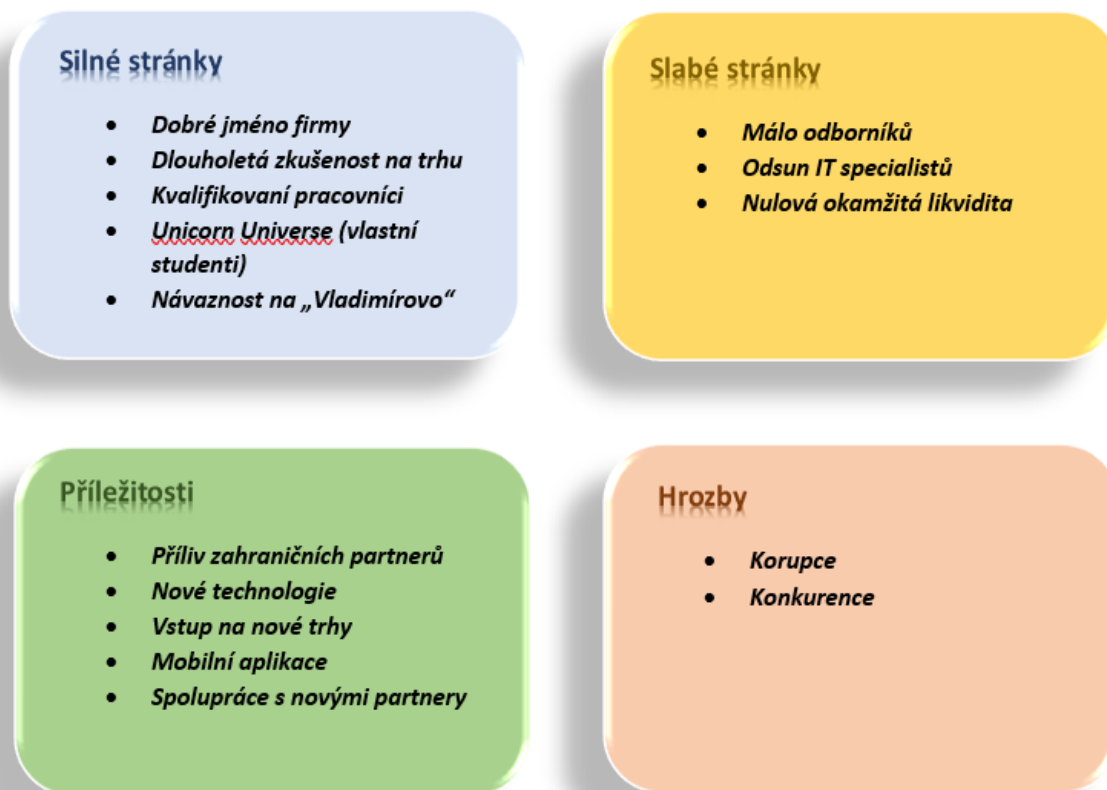 Silné stránky
• Dobré jméno firmy
• Dlouholetá zkušenost na trhu
• Kvalifikovaní pracovníci
• Unicorn Universe (vlastní
studenti)
• Návaznost na „Vladimírovo“
Slabé stránky
• Málo odborníků
• Odsun IT specialistů
• Nulová okamžitá likvidita
Příležitosti
• Příliv zahraničních partnerů
• Nové technologie
• Vstup na nové trhy
• Mobilní aplikace
• Spolupráce s novými partnery
Hrozby
• Korupce
• Konkurence